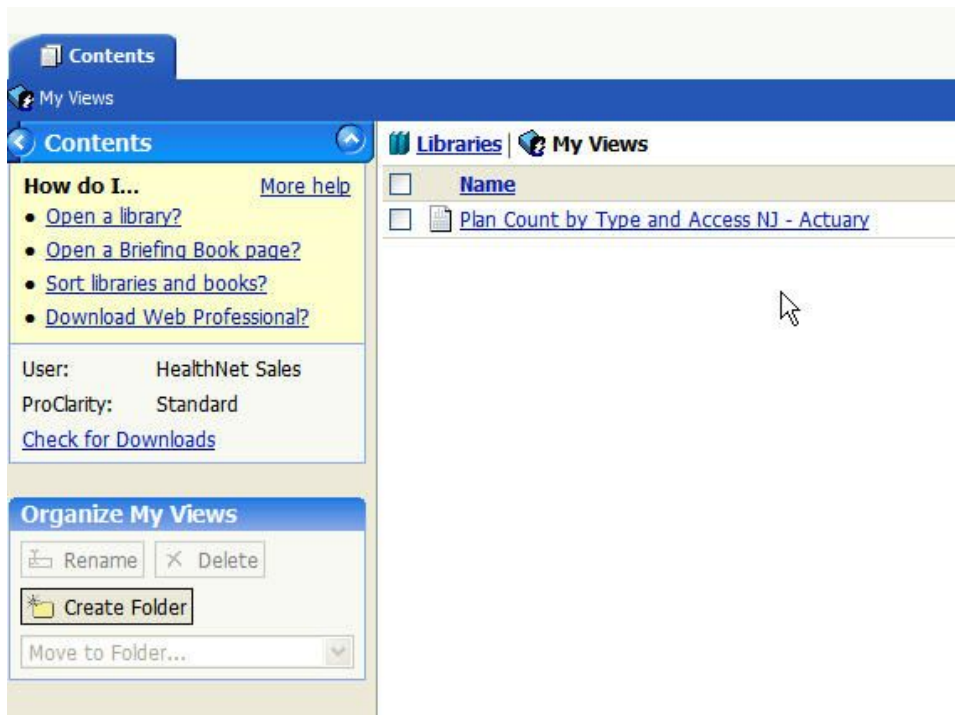 Contents
My Views
Contents
How do I... More help
• Open a library?
• Open a Briefing Book page?
• Sort libraries and books?
• Download Web Professional?
User: HealthNet Sales
ProClarity: Standard
Check for Downloads
Organize My Views
Rename Delete
Create Folder
Move to Folder...
Libraries | My Views
Name
Plan Count by Type and Access NJ - Actuary